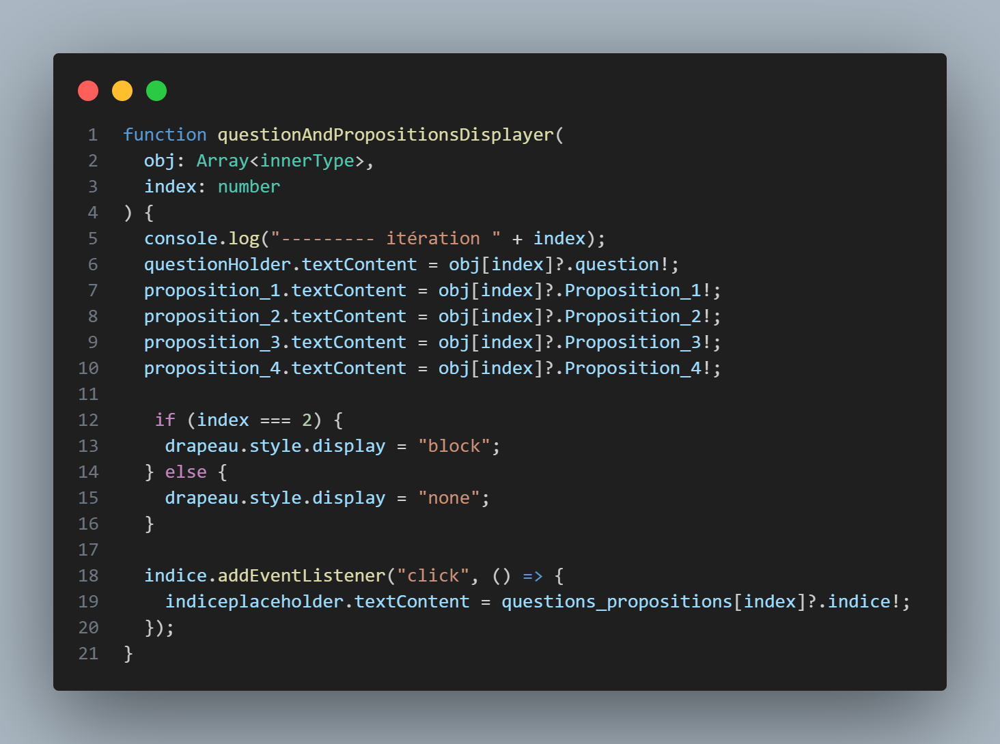 1 function questionAndPropositionsDisplayer(
2   obj: Array<innerType>,
3   index: number
4 ) {
5   console.log("--------- itération " + index);
6   questionHolder.textContent = obj[index]?.question!;
7   proposition_1.textContent = obj[index]?.Proposition_1!;
8   proposition_2.textContent = obj[index]?.Proposition_2!;
9   proposition_3.textContent = obj[index]?.Proposition_3!;
10   proposition_4.textContent = obj[index]?.Proposition_4!;
11
12    if (index === 2) {
13     drapeau.style.display = "block";
14   } else {
15     drapeau.style.display = "none";
16   }
17
18   indice.addEventListener("click", () => {
19     indiceplaceholder.textContent = questions_propositions[index]?.indice!;
20   });
21 }